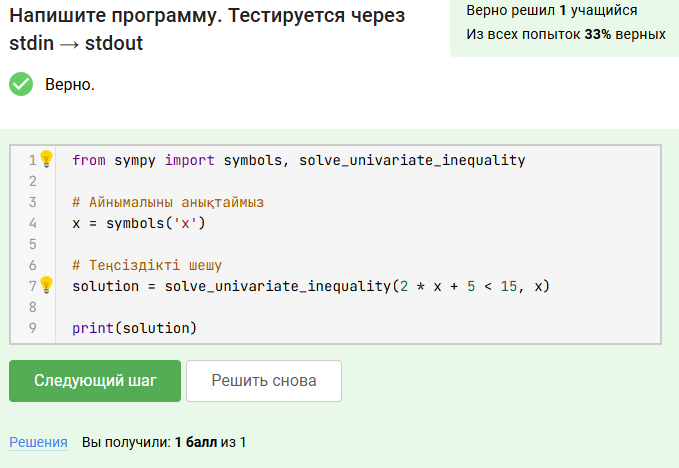 Напишите программу. Тестируется через
stdin → stdout
Верно решил 1 учащийся
Из всех попыток 33% верных
Верно.
1 from sympy import symbols, solve_univariate_inequality
2
3 # Айнымалыны анықтаймыз
4 x = symbols('x')
5
6 # Теңсіздікті шешу
7 solution = solve_univariate_inequality(2 * x + 5 < 15, x)
8
9 print(solution)
Следующий шаг
Решить снова
Решения Вы получили: 1 балл из 1